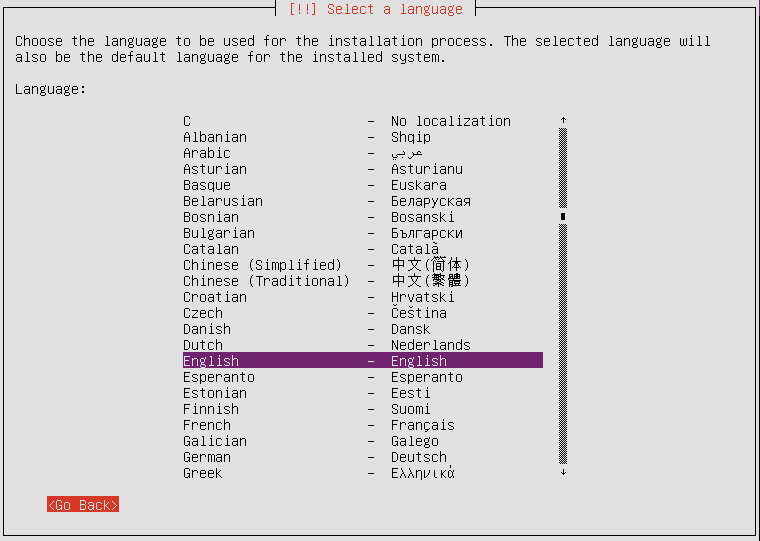 [!!] Select a language
Choose the language to be used for the installation process. The selected language will
also be the default language for the installed system.
Language:
C - No localization
Albanian - Shqip
Arabic - عربي
Asturian - Asturianu
Basque - Euskara
Belarusian - Беларуская
Bosnian - Bosanski
Bulgarian - Български
Catalan - Català
Chinese (Simplified) - 中文(简体)
Chinese (Traditional) - 中文(繁體)
Croatian - Hrvatski
Czech - Čeština
Danish - Dansk
Dutch - Nederlands
English - English
Esperanto - Esperanto
Estonian - Eesti
Finnish - Suomi
French - Français
Galician - Galego
German - Deutsch
Greek - Ελληνικά
<Go Back>